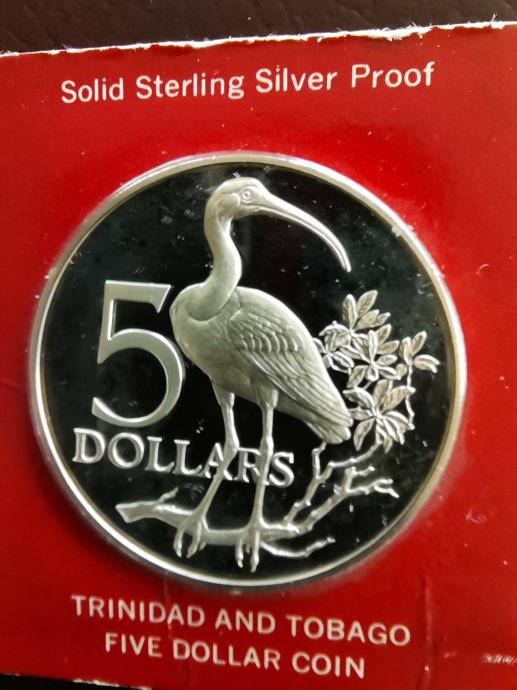 Solid Sterling Silver Proof
5
DOLLARS
TRINIDAD AND TOBAGO
FIVE DOLLAR COIN